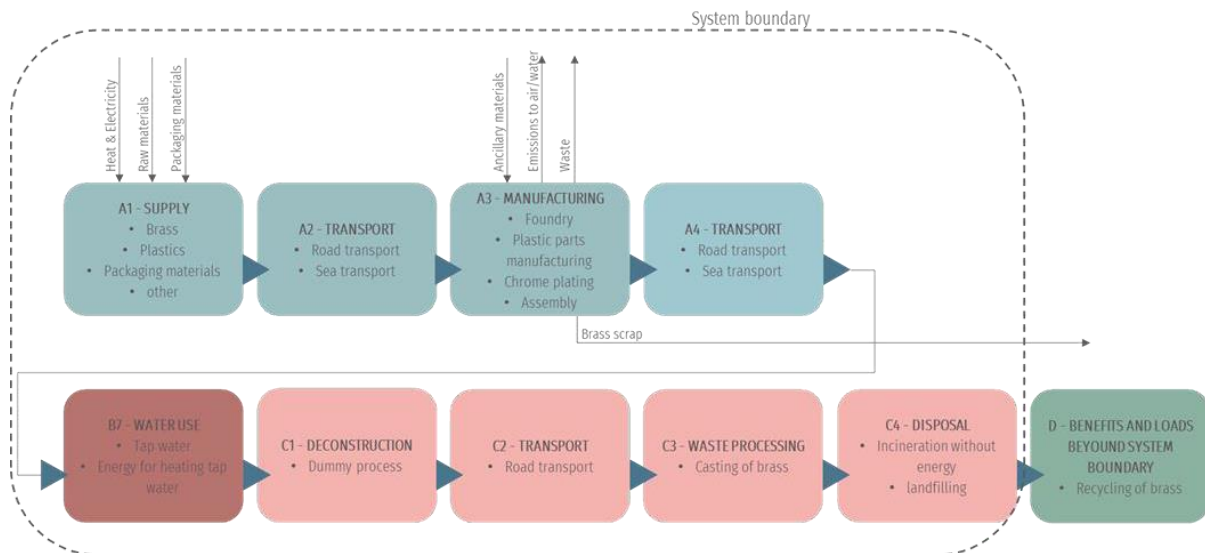 System boundary
Heat & Electricity
Raw materials
Packaging materials
Ancillary materials
Emissions to air/water
Waste
A1 - SUPPLY
• Brass
• Plastics
• Packaging materials
• other
A2 - TRANSPORT
• Road transport
• Sea transport
A3 - MANUFACTURING
• Foundry
• Plastic parts
manufacturing
• Chrome plating
• Assembly
A4 - TRANSPORT
• Road transport
• Sea transport
Brass scrap
B7 - WATER USE
• Tap water
• Energy for heating tap
water
C1 - DECONSTRUCTION
• Dummy process
C2 - TRANSPORT
• Road transport
C3 - WASTE PROCESSING
• Casting of brass
C4 - DISPOSAL
• Incineration without
energy
• landfilling
D - BENEFITS AND LOADS
BEYOUND SYSTEM
BOUNDARY
• Recycling of brass